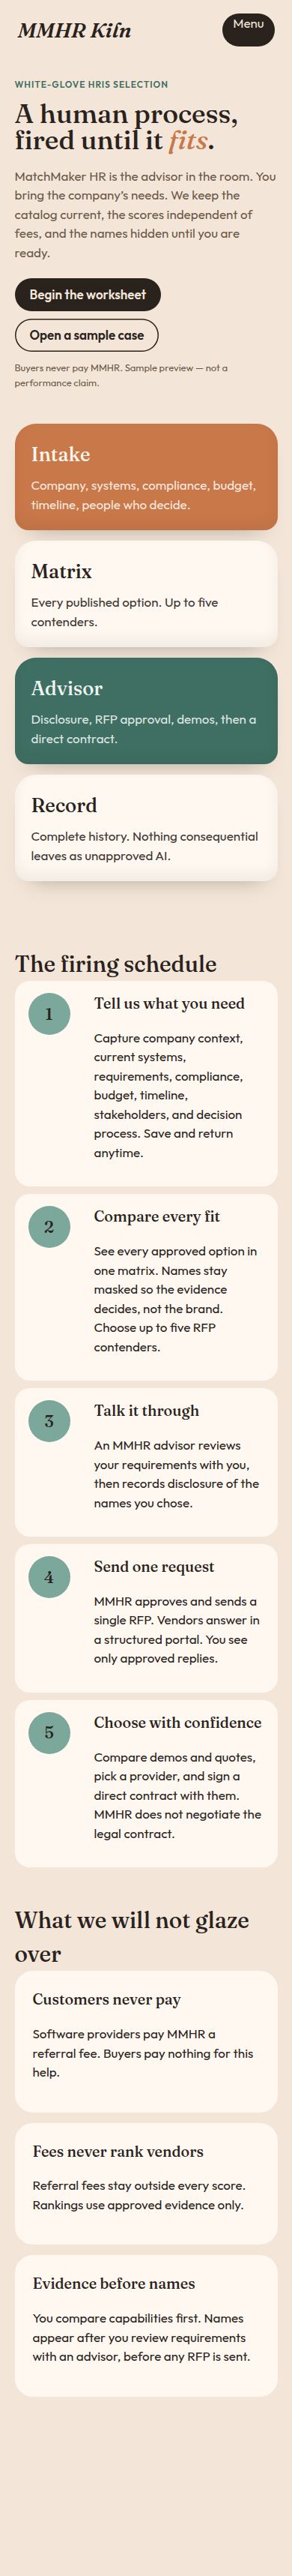 MMHR Kiln
Menu
WHITE-GLOVE HRIS SELECTION
A human process,
fired until it fits.
MatchMaker HR is the advisor in the room. You
bring the company’s needs. We keep the
catalog current, the scores independent of
fees, and the names hidden until you are
ready.
Begin the worksheet
Open a sample case
Buyers never pay MMHR. Sample preview — not a
performance claim.
Intake
Company, systems, compliance, budget,
timeline, people who decide.
Matrix
Every published option. Up to five
contenders.
Advisor
Disclosure, RFP approval, demos, then a
direct contract.
Record
Complete history. Nothing consequential
leaves as unapproved AI.
The firing schedule
1
Tell us what you need
Capture company context,
current systems,
requirements, compliance,
budget, timeline,
stakeholders, and decision
process. Save and return
anytime.
2
Compare every fit
See every approved option in
one matrix. Names stay
masked so the evidence
decides, not the brand.
Choose up to five RFP
contenders.
3
Talk it through
An MMHR advisor reviews
your requirements with you,
then records disclosure of the
names you chose.
4
Send one request
MMHR approves and sends a
single RFP. Vendors answer in
a structured portal. You see
only approved replies.
5
Choose with confidence
Compare demos and quotes,
pick a provider, and sign a
direct contract with them.
MMHR does not negotiate the
legal contract.
What we will not glaze
over
Customers never pay
Software providers pay MMHR a
referral fee. Buyers pay nothing for this
help.
Fees never rank vendors
Referral fees stay outside every score.
Rankings use approved evidence only.
Evidence before names
You compare capabilities first. Names
appear after you review requirements
with an advisor, before any RFP is sent.